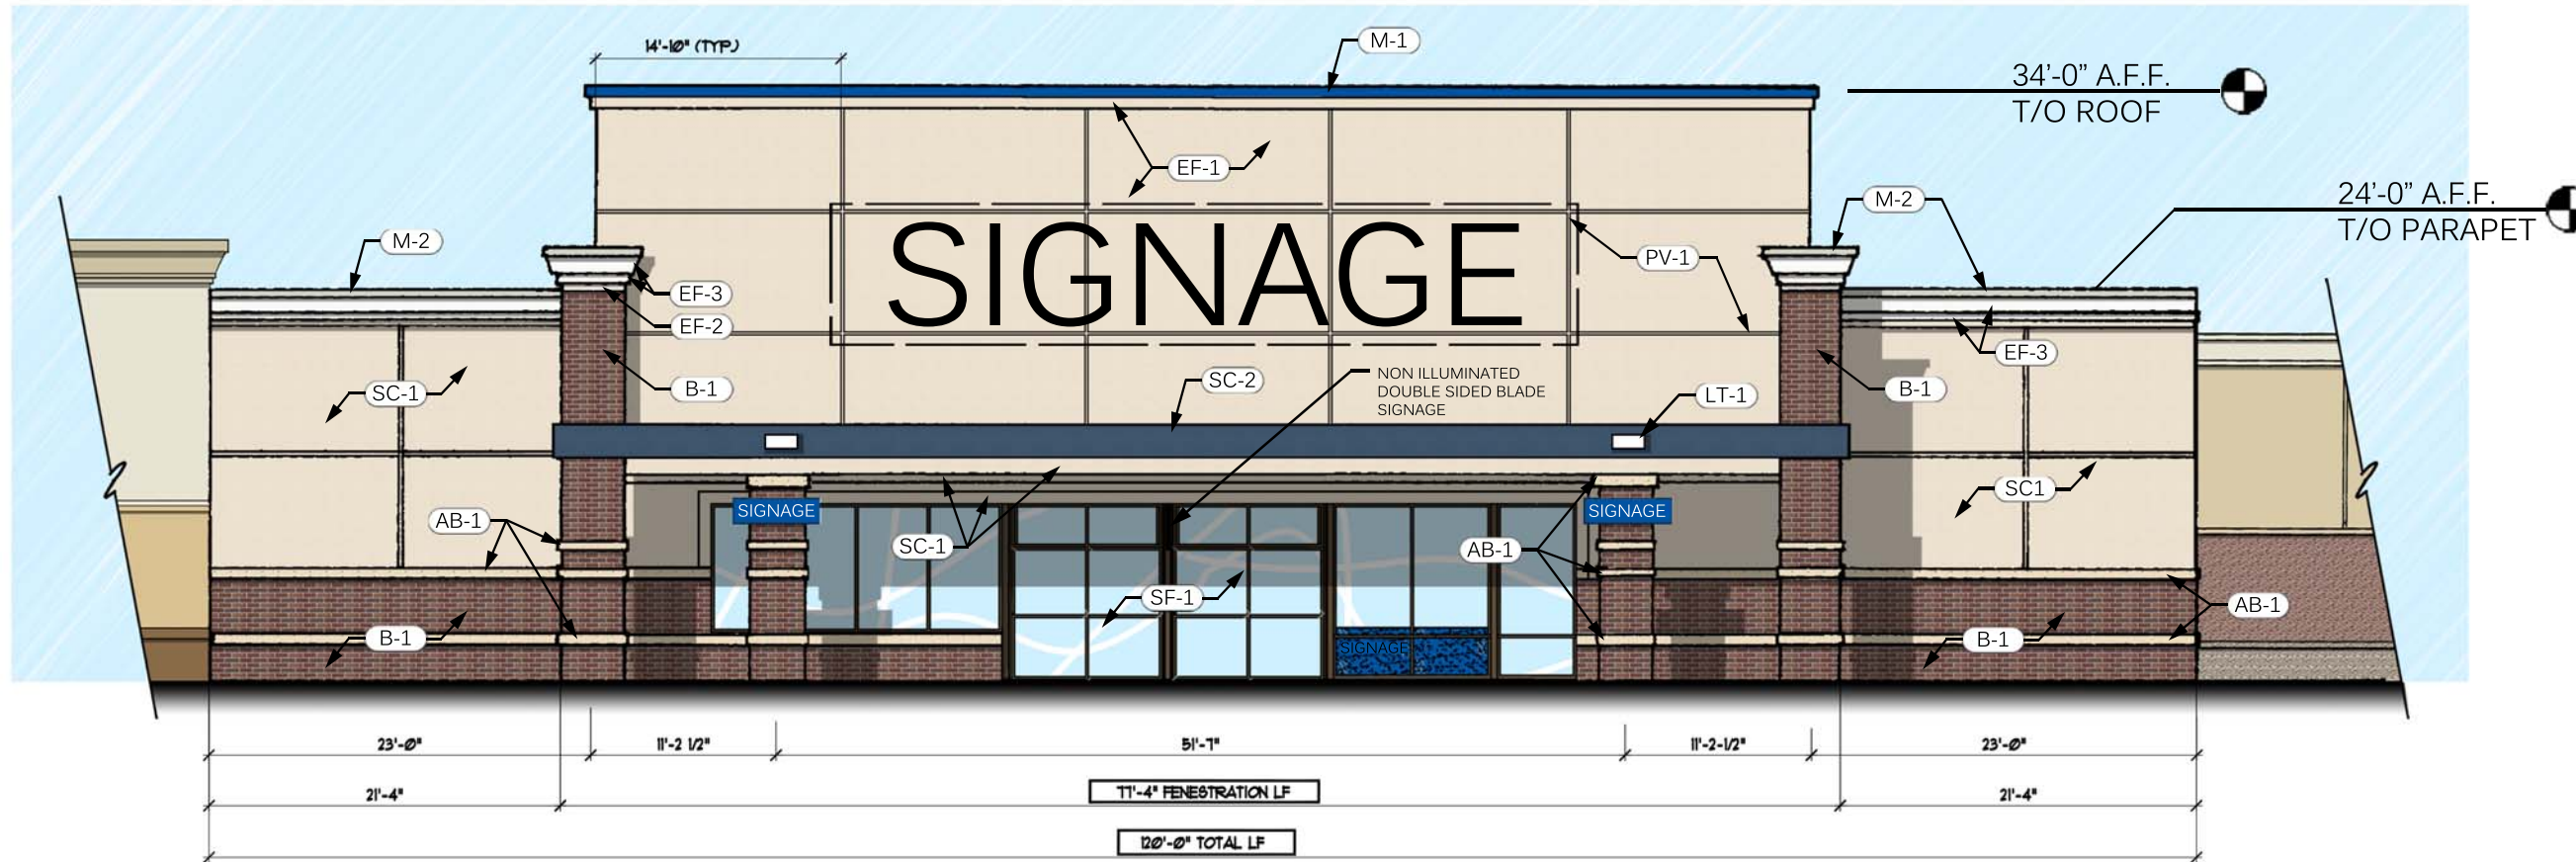 14'-10" (TYP.)
M-1
34'-0” A.F.F.
T/O ROOF
EF-1
M-2
24'-0” A.F.F.
T/O PARAPET
M-2
SIGNAGE
PV-1
EF-3
EF-2
EF-3
SC-1
B-1
SC-2
NON ILLUMINATED
DOUBLE SIDED BLADE
SIGNAGE
LT-1
B-1
SC1
AB-1
SIGNAGE
SIGNAGE
SC-1
AB-1
SF-1
AB-1
B-1
SIGNAGE
B-1
23'-0"
11'-2 1/2"
51'-7"
11'-2-1/2"
23'-0"
21'-4"
77'-4" FENESTRATION LF
21'-4"
120'-0" TOTAL LF